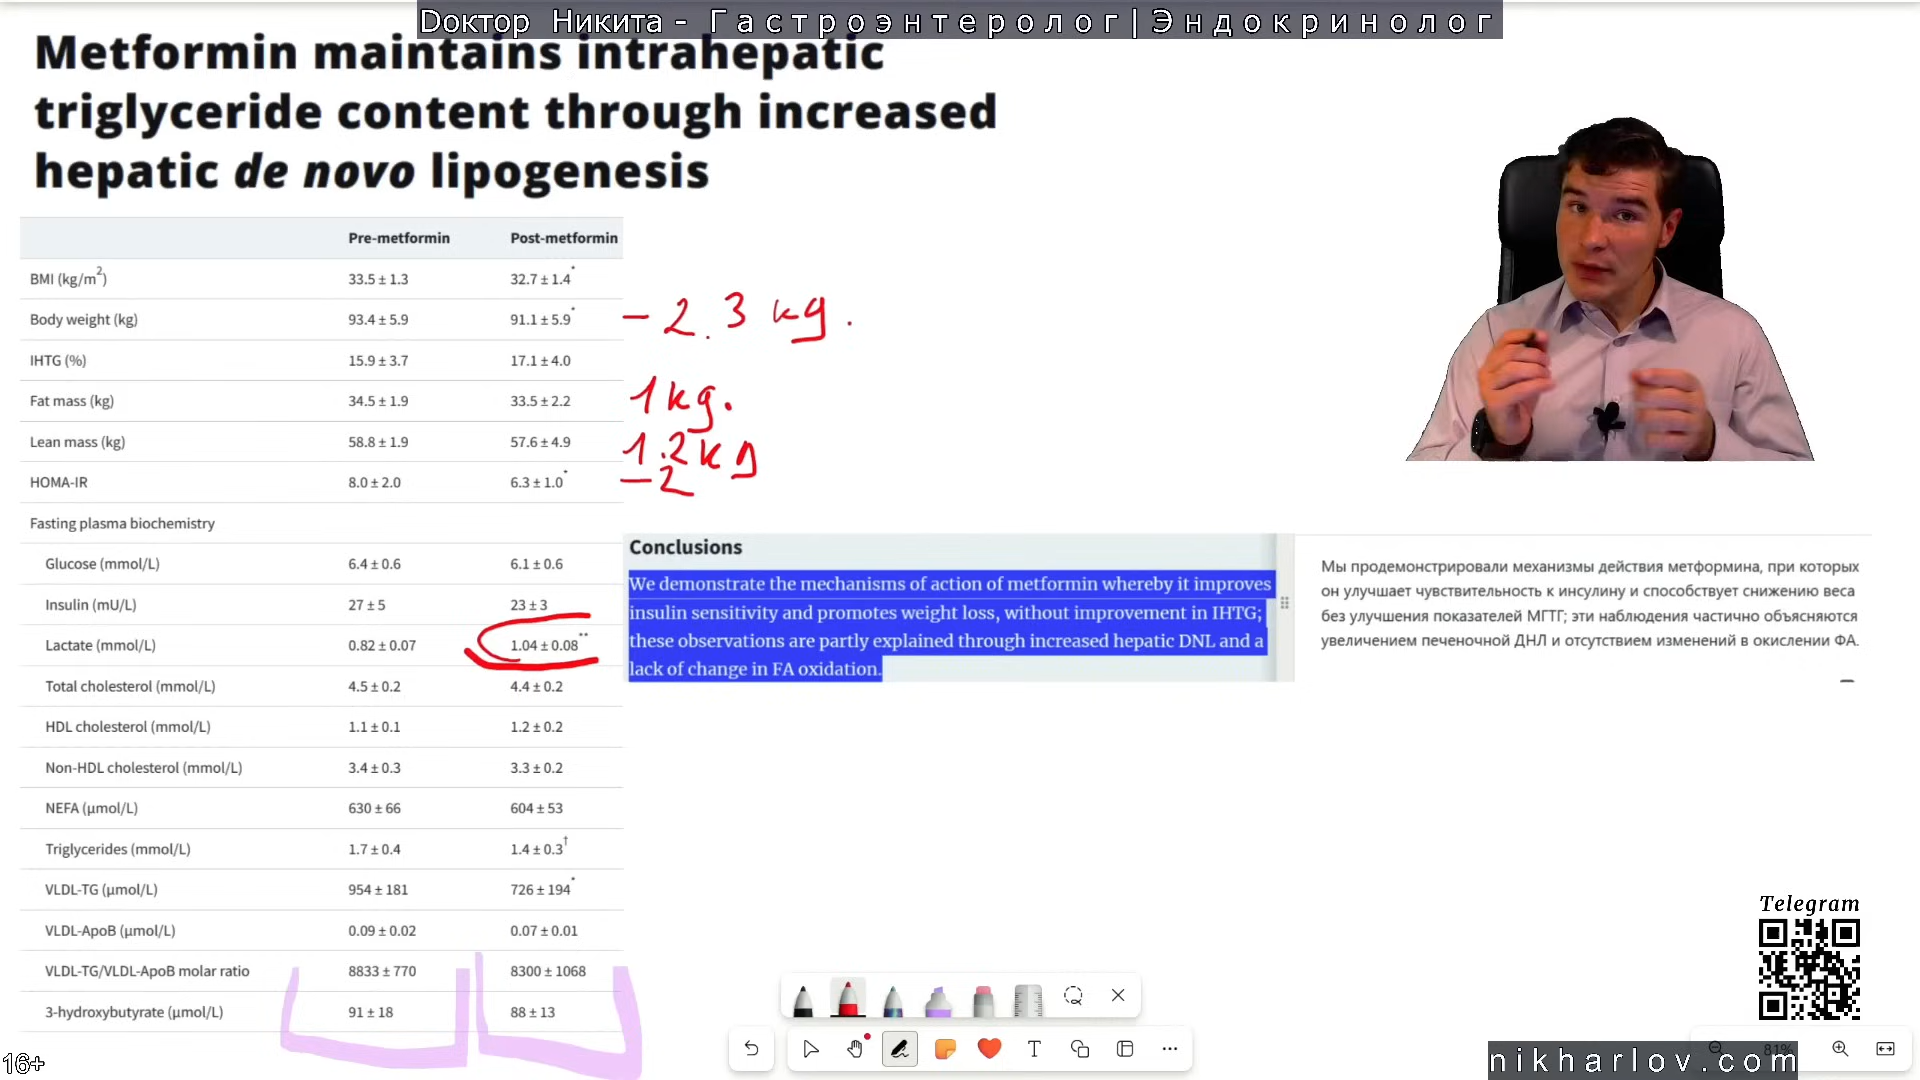 Dоктор Никита - Гастроэнтеролог|Эндокринолог
Metformin maintains intrahepatic
triglyceride content through increased
hepatic de novo lipogenesis
Pre-metformin Post-metformin
BMI (kg/m2) 33.5 ± 1.3 32.7 ± 1.4*
Body weight (kg) 93.4 ± 5.9 91.1 ± 5.9*
- 2.3 kg.
IHTG (%) 15.9 ± 3.7 17.1 ± 4.0
Fat mass (kg) 34.5 ± 1.9 33.5 ± 2.2
1kg.
Lean mass (kg) 58.8 ± 1.9 57.6 ± 4.9
1.2kg
HOMA-IR 8.0 ± 2.0 6.3 ± 1.0*
-2
Fasting plasma biochemistry
Glucose (mmol/L) 6.4 ± 0.6 6.1 ± 0.6
Insulin (mU/L) 27 ± 5 23 ± 3
Lactate (mmol/L) 0.82 ± 0.07 1.04 ± 0.08**
Total cholesterol (mmol/L) 4.5 ± 0.2 4.4 ± 0.2
HDL cholesterol (mmol/L) 1.1 ± 0.1 1.2 ± 0.2
Non-HDL cholesterol (mmol/L) 3.4 ± 0.3 3.3 ± 0.2
NEFA (μmol/L) 630 ± 66 604 ± 53
Triglycerides (mmol/L) 1.7 ± 0.4 1.4 ± 0.3†
VLDL-TG (μmol/L) 954 ± 181 726 ± 194*
VLDL-ApoB (μmol/L) 0.09 ± 0.02 0.07 ± 0.01
VLDL-TG/VLDL-ApoB molar ratio 8833 ± 770 8300 ± 1068
3-hydroxybutyrate (μmol/L) 91 ± 18 88 ± 13
Conclusions
We demonstrate the mechanisms of action of metformin whereby it improves
insulin sensitivity and promotes weight loss, without improvement in IHTG;
these observations are partly explained through increased hepatic DNL and a
lack of change in FA oxidation.
Мы продемонстрировали механизмы действия метформина, при которых
он улучшает чувствительность к инсулину и способствует снижению веса
без улучшения показателей МГТГ; эти наблюдения частично объясняются
увеличением печеночной ДНЛ и отсутствием изменений в окислении ФА.
Telegram
16+
T
81%
nikharlov.com